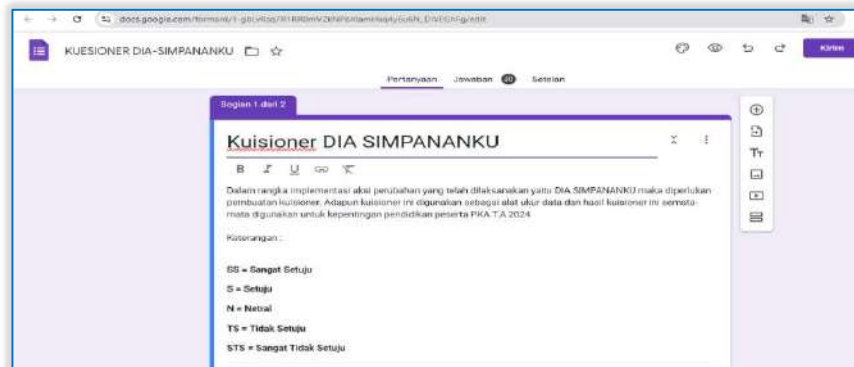 KUESIONER DIA-SIMPANANKU
Kirim
Pertanyaan Jawaban 20 Setelan
Bagian 1 dari 2
Kuisioner DIA SIMPANANKU
B I U
Dalam rangka implementasi aksi perubahan yang telah dilaksanakan yaitu DIA SIMPANANKU maka diperlukan
pembuatan kuisioner. Adapun kuisioner ini digunakan sebagai alat ukur data dan hasil kuisioner ini semata-
mata digunakan untuk kepentingan pendidikan peserta PKA T.A 2024
Keterangan :
SS = Sangat Setuju
S = Setuju
N = Netral
TS = Tidak Setuju
STS = Sangat Tidak Setuju